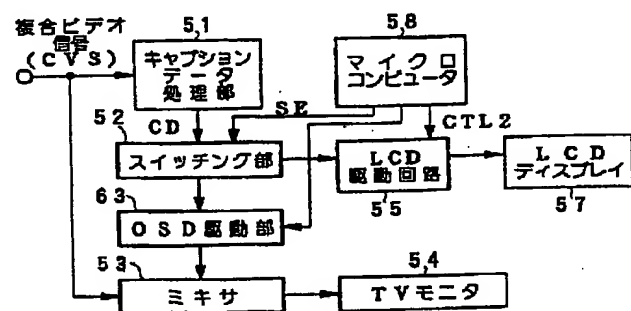 複合ビデオ
信号
(CVS)
51
キャプション
データ
処理部
58
マイクロ
コンピュータ
CD
SE
CTL2
52
スイッチング部
LCD
駆動回路
55
LCD
ディスプレイ
57
63
OSD駆動部
53
ミキサ
54
TVモニタ